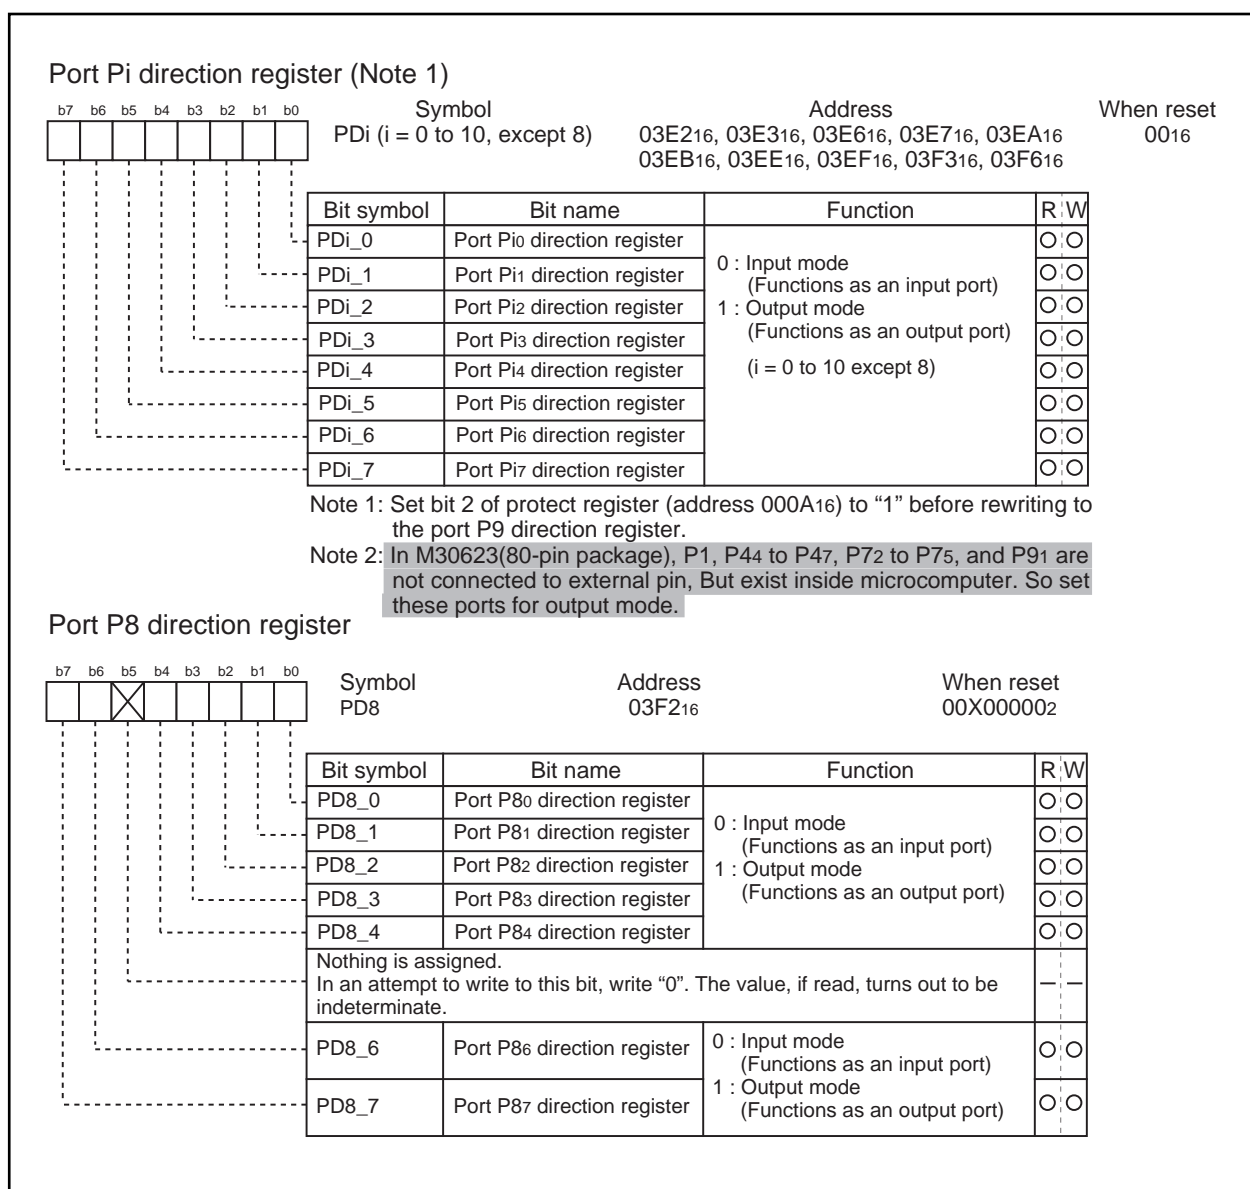 Port Pi direction register (Note 1)
b7 b6 b5 b4 b3 b2 b1 b0
Symbol Address When reset
PDi (i = 0 to 10, except 8) 03E216, 03E316, 03E616, 03E716, 03EA16 0016
03EB16, 03EE16, 03EF16, 03F316, 03F616
Bit symbol Bit name Function R W
PDi_0 Port Pi0 direction register
0 : Input mode
PDi_1 Port Pi1 direction register
(Functions as an input port)
PDi_2 Port Pi2 direction register
1 : Output mode
(Functions as an output port)
PDi_3 Port Pi3 direction register
PDi_4 Port Pi4 direction register
(i = 0 to 10 except 8)
PDi_5 Port Pi5 direction register
PDi_6 Port Pi6 direction register
PDi_7 Port Pi7 direction register
Note 1: Set bit 2 of protect register (address 000A16) to “1” before rewriting to
the port P9 direction register.
Note 2: In M30623(80-pin package), P1, P44 to P47, P72 to P75, and P91 are
not connected to external pin, But exist inside microcomputer. So set
these ports for output mode.
Port P8 direction register
b7 b6 b5 b4 b3 b2 b1 b0
Symbol Address When reset
PD8 03F216 00X000002
Bit symbol Bit name Function R W
PD8_0 Port P80 direction register
0 : Input mode
PD8_1 Port P81 direction register
(Functions as an input port)
PD8_2 Port P82 direction register
1 : Output mode
(Functions as an output port)
PD8_3 Port P83 direction register
PD8_4 Port P84 direction register
Nothing is assigned.
In an attempt to write to this bit, write “0”. The value, if read, turns out to be
indeterminate.
PD8_6 Port P86 direction register
0 : Input mode
(Functions as an input port)
1 : Output mode
PD8_7 Port P87 direction register
(Functions as an output port)